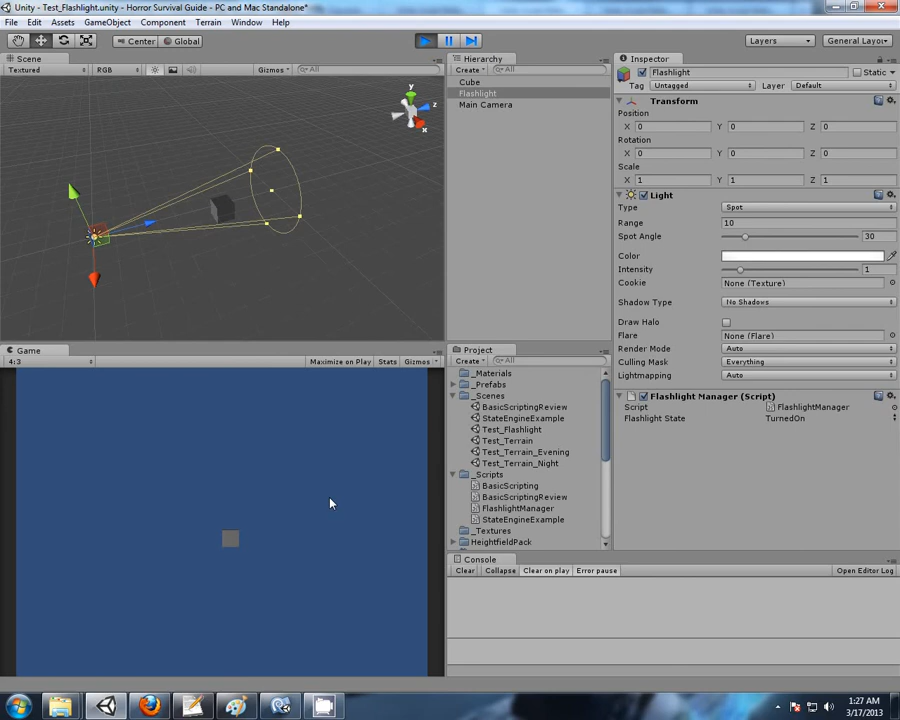 Unity - Test_Flashlight.unity - Horror Survival Guide - PC and Mac Standalone*
File Edit Assets GameObject Component Terrain Window Help
Center Global Layers General Layout
Scene
Textured RGB Gizmos All
y
z
x
Game
4:3 Maximize on Play Stats Gizmos
Hierarchy
Create All
Cube
Flashlight
Main Camera
Project
Create All
_Materials
_Prefabs
_Scenes
BasicScriptingReview
StateEngineExample
Test_Flashlight
Test_Terrain
Test_Terrain_Evening
Test_Terrain_Night
_Scripts
BasicScripting
BasicScriptingReview
FlashlightManager
StateEngineExample
_Textures
HeightfieldPack
Inspector
Flashlight Static
Tag Untagged Layer Default
Transform
Position
X 0 Y 0 Z 0
Rotation
X 0 Y 0 Z 0
Scale
X 1 Y 1 Z 1
Light
Type Spot
Range 10
Spot Angle 30
Color
Intensity 1
Cookie None (Texture)
Shadow Type No Shadows
Draw Halo
Flare None (Flare)
Render Mode Auto
Culling Mask Everything
Lightmapping Auto
Flashlight Manager (Script)
Script FlashlightManager
Flashlight State TurnedOn
Console
Clear Collapse Clear on play Error pause Open Editor Log
1:27 AM
3/17/2013